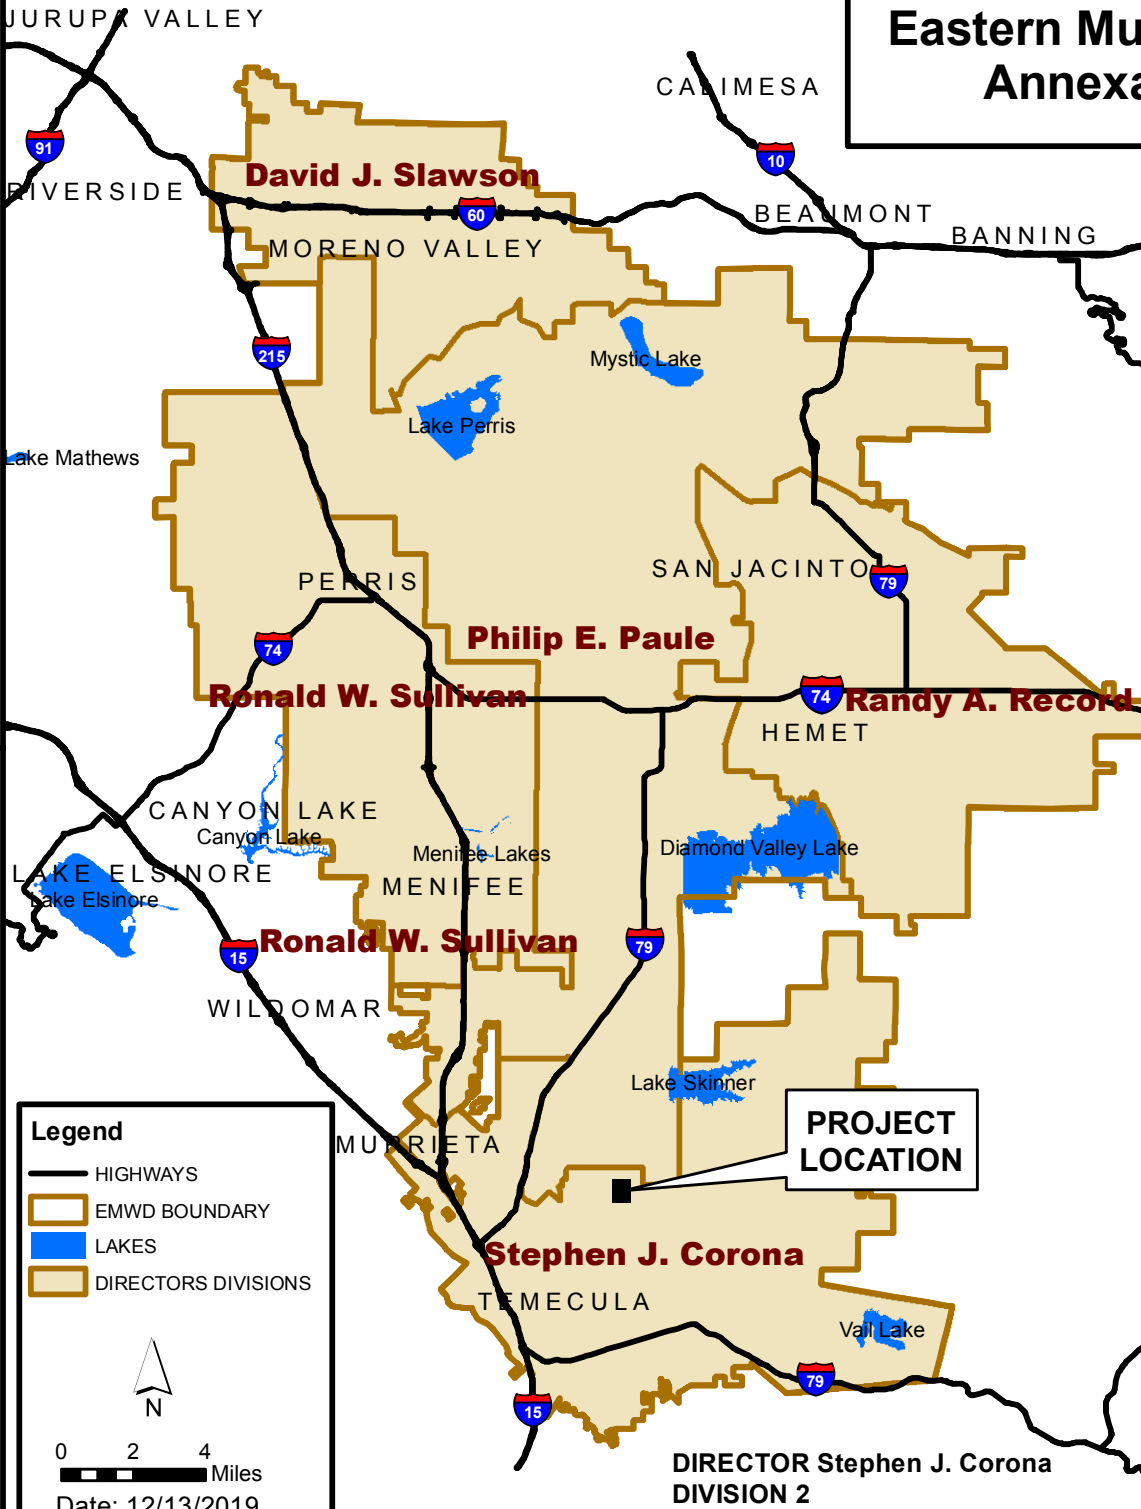 JURUPA VALLEY
Eastern Mu
Annexa
CALIMESA
91
10
David J. Slawson
RIVERSIDE
60
BEAUMONT
BANNING
MORENO VALLEY
215
Mystic Lake
Lake Perris
Lake Mathews
SAN JACINTO
79
PERRIS
74
Philip E. Paule
Ronald W. Sullivan
74
Randy A. Record
HEMET
CANYON LAKE
Canyon Lake
Menifee Lakes
Diamond Valley Lake
LAKE ELSINORE
MENIFEE
Lake Elsinore
Ronald W. Sullivan
79
15
WILDOMAR
Lake Skinner
PROJECT
LOCATION
MURRIETA
Legend
HIGHWAYS
EMWD BOUNDARY
LAKES
DIRECTORS DIVISIONS
Stephen J. Corona
TEMECULA
Vail Lake
79
15
N
0 2 4
Miles
Date: 12/13/2019
DIRECTOR Stephen J. Corona
DIVISION 2